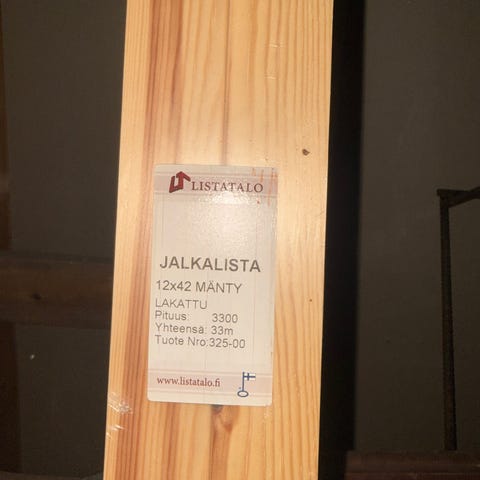 LISTATALO
JALKALISTA
12x42 MÄNTY
LAKATTU
Pituus: 3300
Yhteensä: 33m
Tuote Nro:325-00
www.listatalo.fi